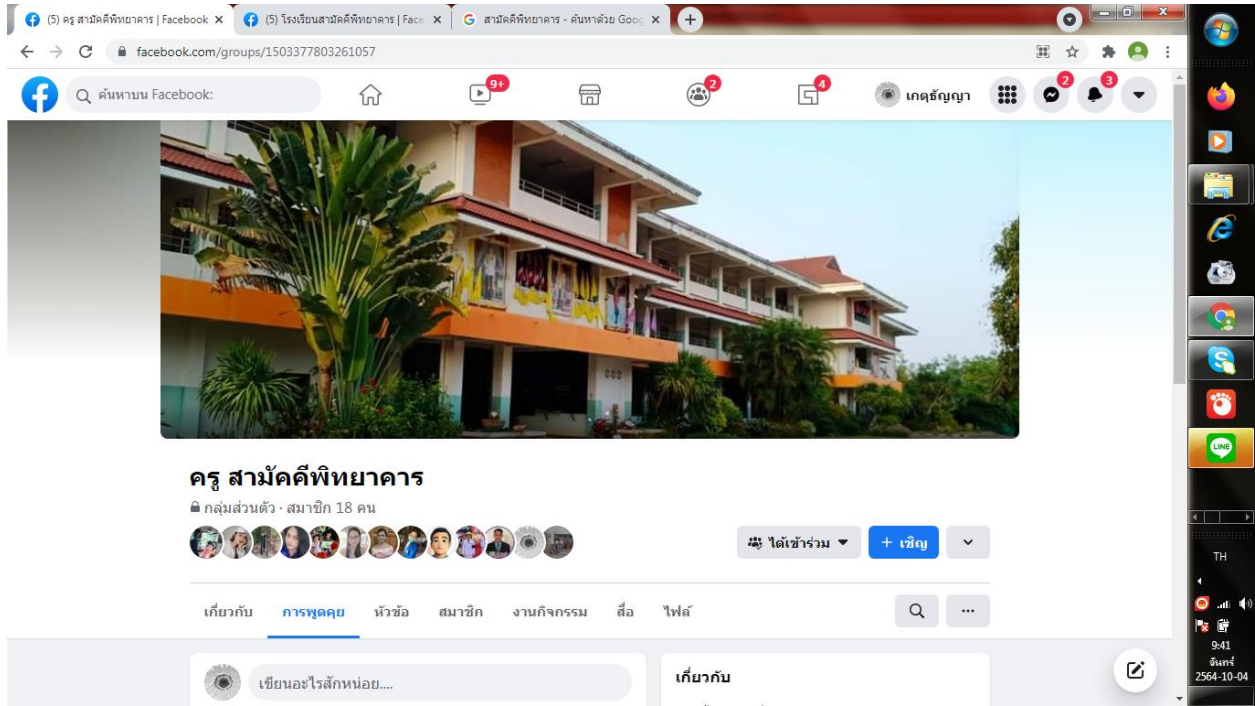 (5) ครู สามัคคีพิทยาคาร | Facebook
(5) โรงเรียนสามัคคีพิทยาคาร | Face
สามัคคีพิทยาคาร - ค้นหาด้วย Goog
facebook.com/groups/1503377803261057
ค้นหาบน Facebook:
9+
2
4
เกตุธัญญา
2
3
ครู สามัคคีพิทยาคาร
กลุ่มส่วนตัว · สมาชิก 18 คน
ได้เข้าร่วม
+ เชิญ
เกี่ยวกับ การพูดคุย หัวข้อ สมาชิก งานกิจกรรม สื่อ ไฟล์
เขียนอะไรสักหน่อย....
เกี่ยวกับ
LINE
TH
9:41
จันทร์
2564-10-04